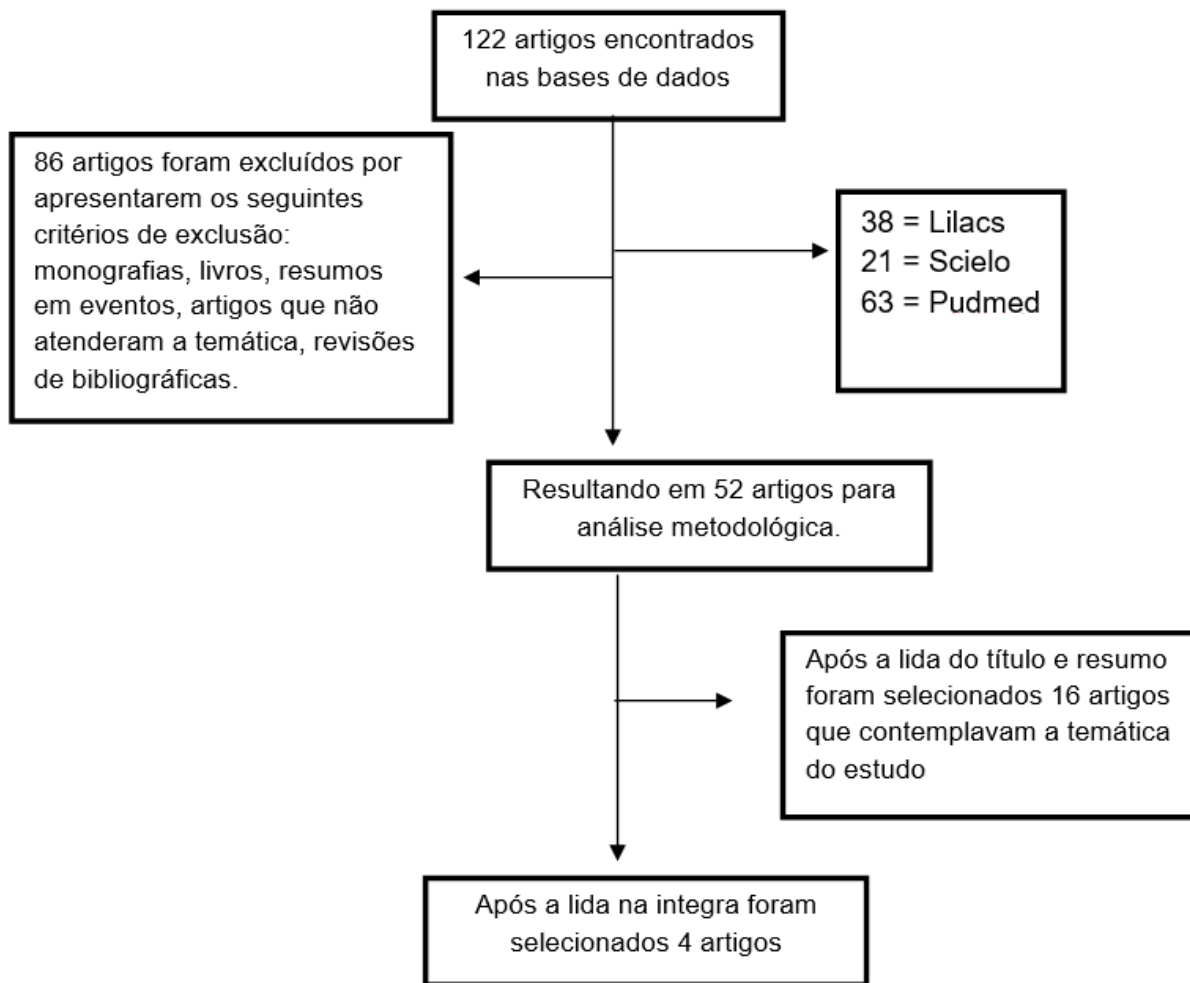 122 artigos encontrados
nas bases de dados
86 artigos foram excluídos por
apresentarem os seguintes
critérios de exclusão:
monografias, livros, resumos
em eventos, artigos que não
atenderam a temática, revisões
de bibliográficas.
38 = Lilacs
21 = Scielo
63 = Pudmed
Resultando em 52 artigos para
análise metodológica.
Após a lida do título e resumo
foram selecionados 16 artigos
que contemplavam a temática
do estudo
Após a lida na integra foram
selecionados 4 artigos